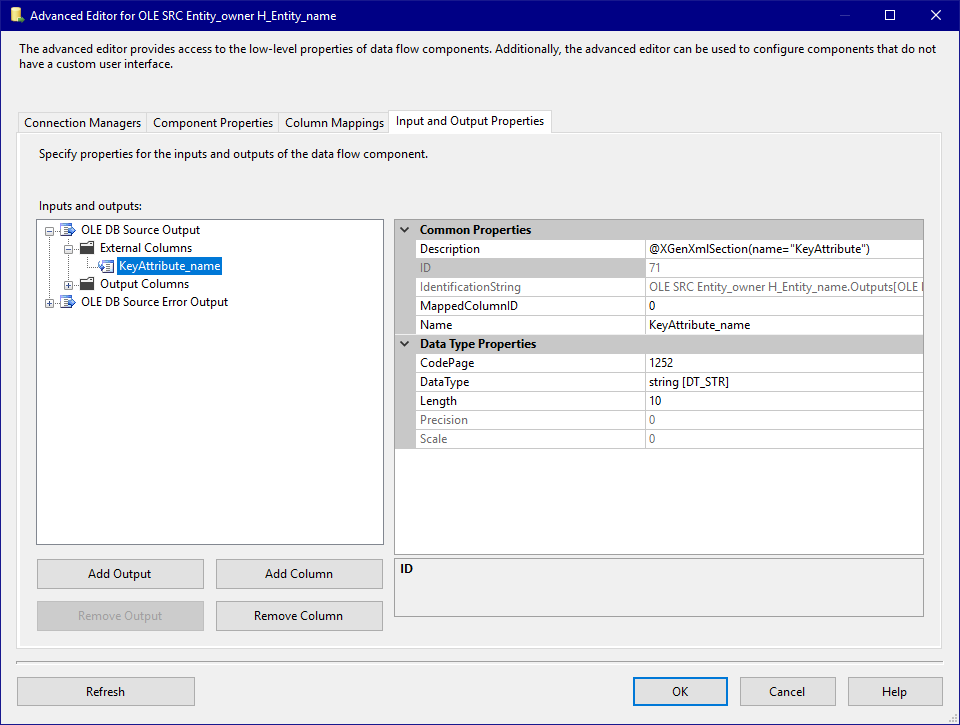 Advanced Editor for OLE SRC Entity_owner H_Entity_name
The advanced editor provides access to the low-level properties of data flow components. Additionally, the advanced editor can be used to configure components that do not
have a custom user interface.
Connection Managers Component Properties Column Mappings Input and Output Properties
Specify properties for the inputs and outputs of the data flow component.
Inputs and outputs:
OLE DB Source Output
External Columns
KeyAttribute_name
Output Columns
OLE DB Source Error Output
Common Properties
Description @XGenXmlSection(name="KeyAttribute")
ID 71
IdentificationString OLE SRC Entity_owner H_Entity_name.Outputs[OLE
MappedColumnID 0
Name KeyAttribute_name
Data Type Properties
CodePage 1252
DataType string [DT_STR]
Length 10
Precision 0
Scale 0
Add Output Add Column
Remove Output Remove Column
ID
Refresh OK Cancel Help